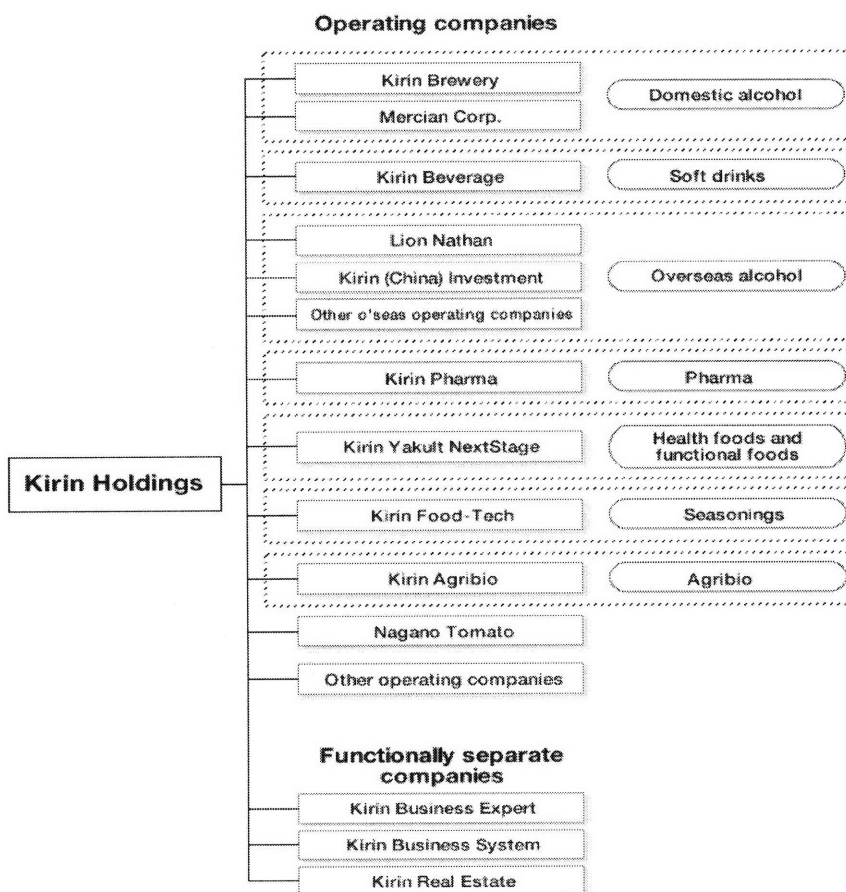 Operating companies
Kirin Brewery
Domestic alcohol
Mercian Corp.
Kirin Beverage
Soft drinks
Lion Nathan
Kirin (China) Investment
Overseas alcohol
Other o'seas operating companies
Kirin Pharma
Pharma
Kirin Yakult NextStage
Health foods and
functional foods
Kirin Holdings
Kirin Food-Tech
Seasonings
Kirin Agribio
Agribio
Nagano Tomato
Other operating companies
Functionally separate
companies
Kirin Business Expert
Kirin Business System
Kirin Real Estate